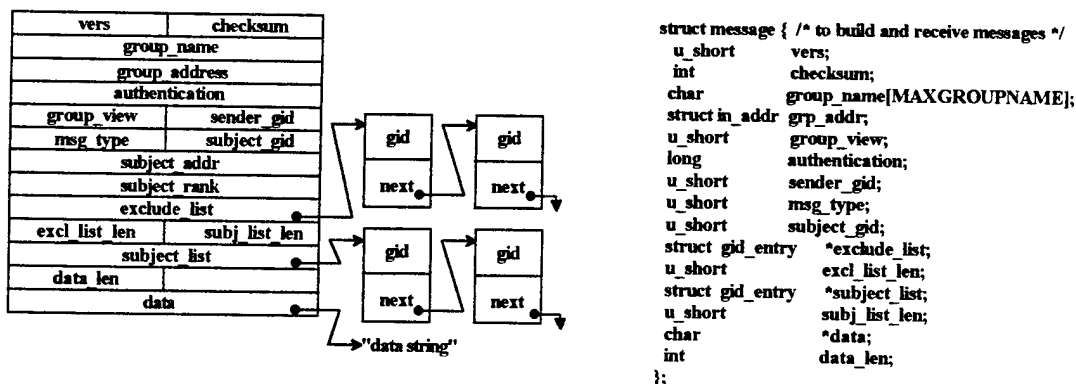 vers checksum
group_name
group_address
authentication
group_view sender_gid
msg_type subject_gid
subject_addr
subject_rank
exclude_list
excl_list_len subj_list_len
subject_list
data_len
data
gid
next
gid
next
gid
next
gid
next
"data string"
struct message { /* to build and receive messages */
u_short vers;
int checksum;
char group_name[MAXGROUPNAME];
struct in_addr grp_addr;
u_short group_view;
long authentication;
u_short sender_gid;
u_short msg_type;
u_short subject_gid;
struct gid_entry *exclude_list;
u_short excl_list_len;
struct gid_entry *subject_list;
u_short subj_list_len;
char *data;
int data_len;
};